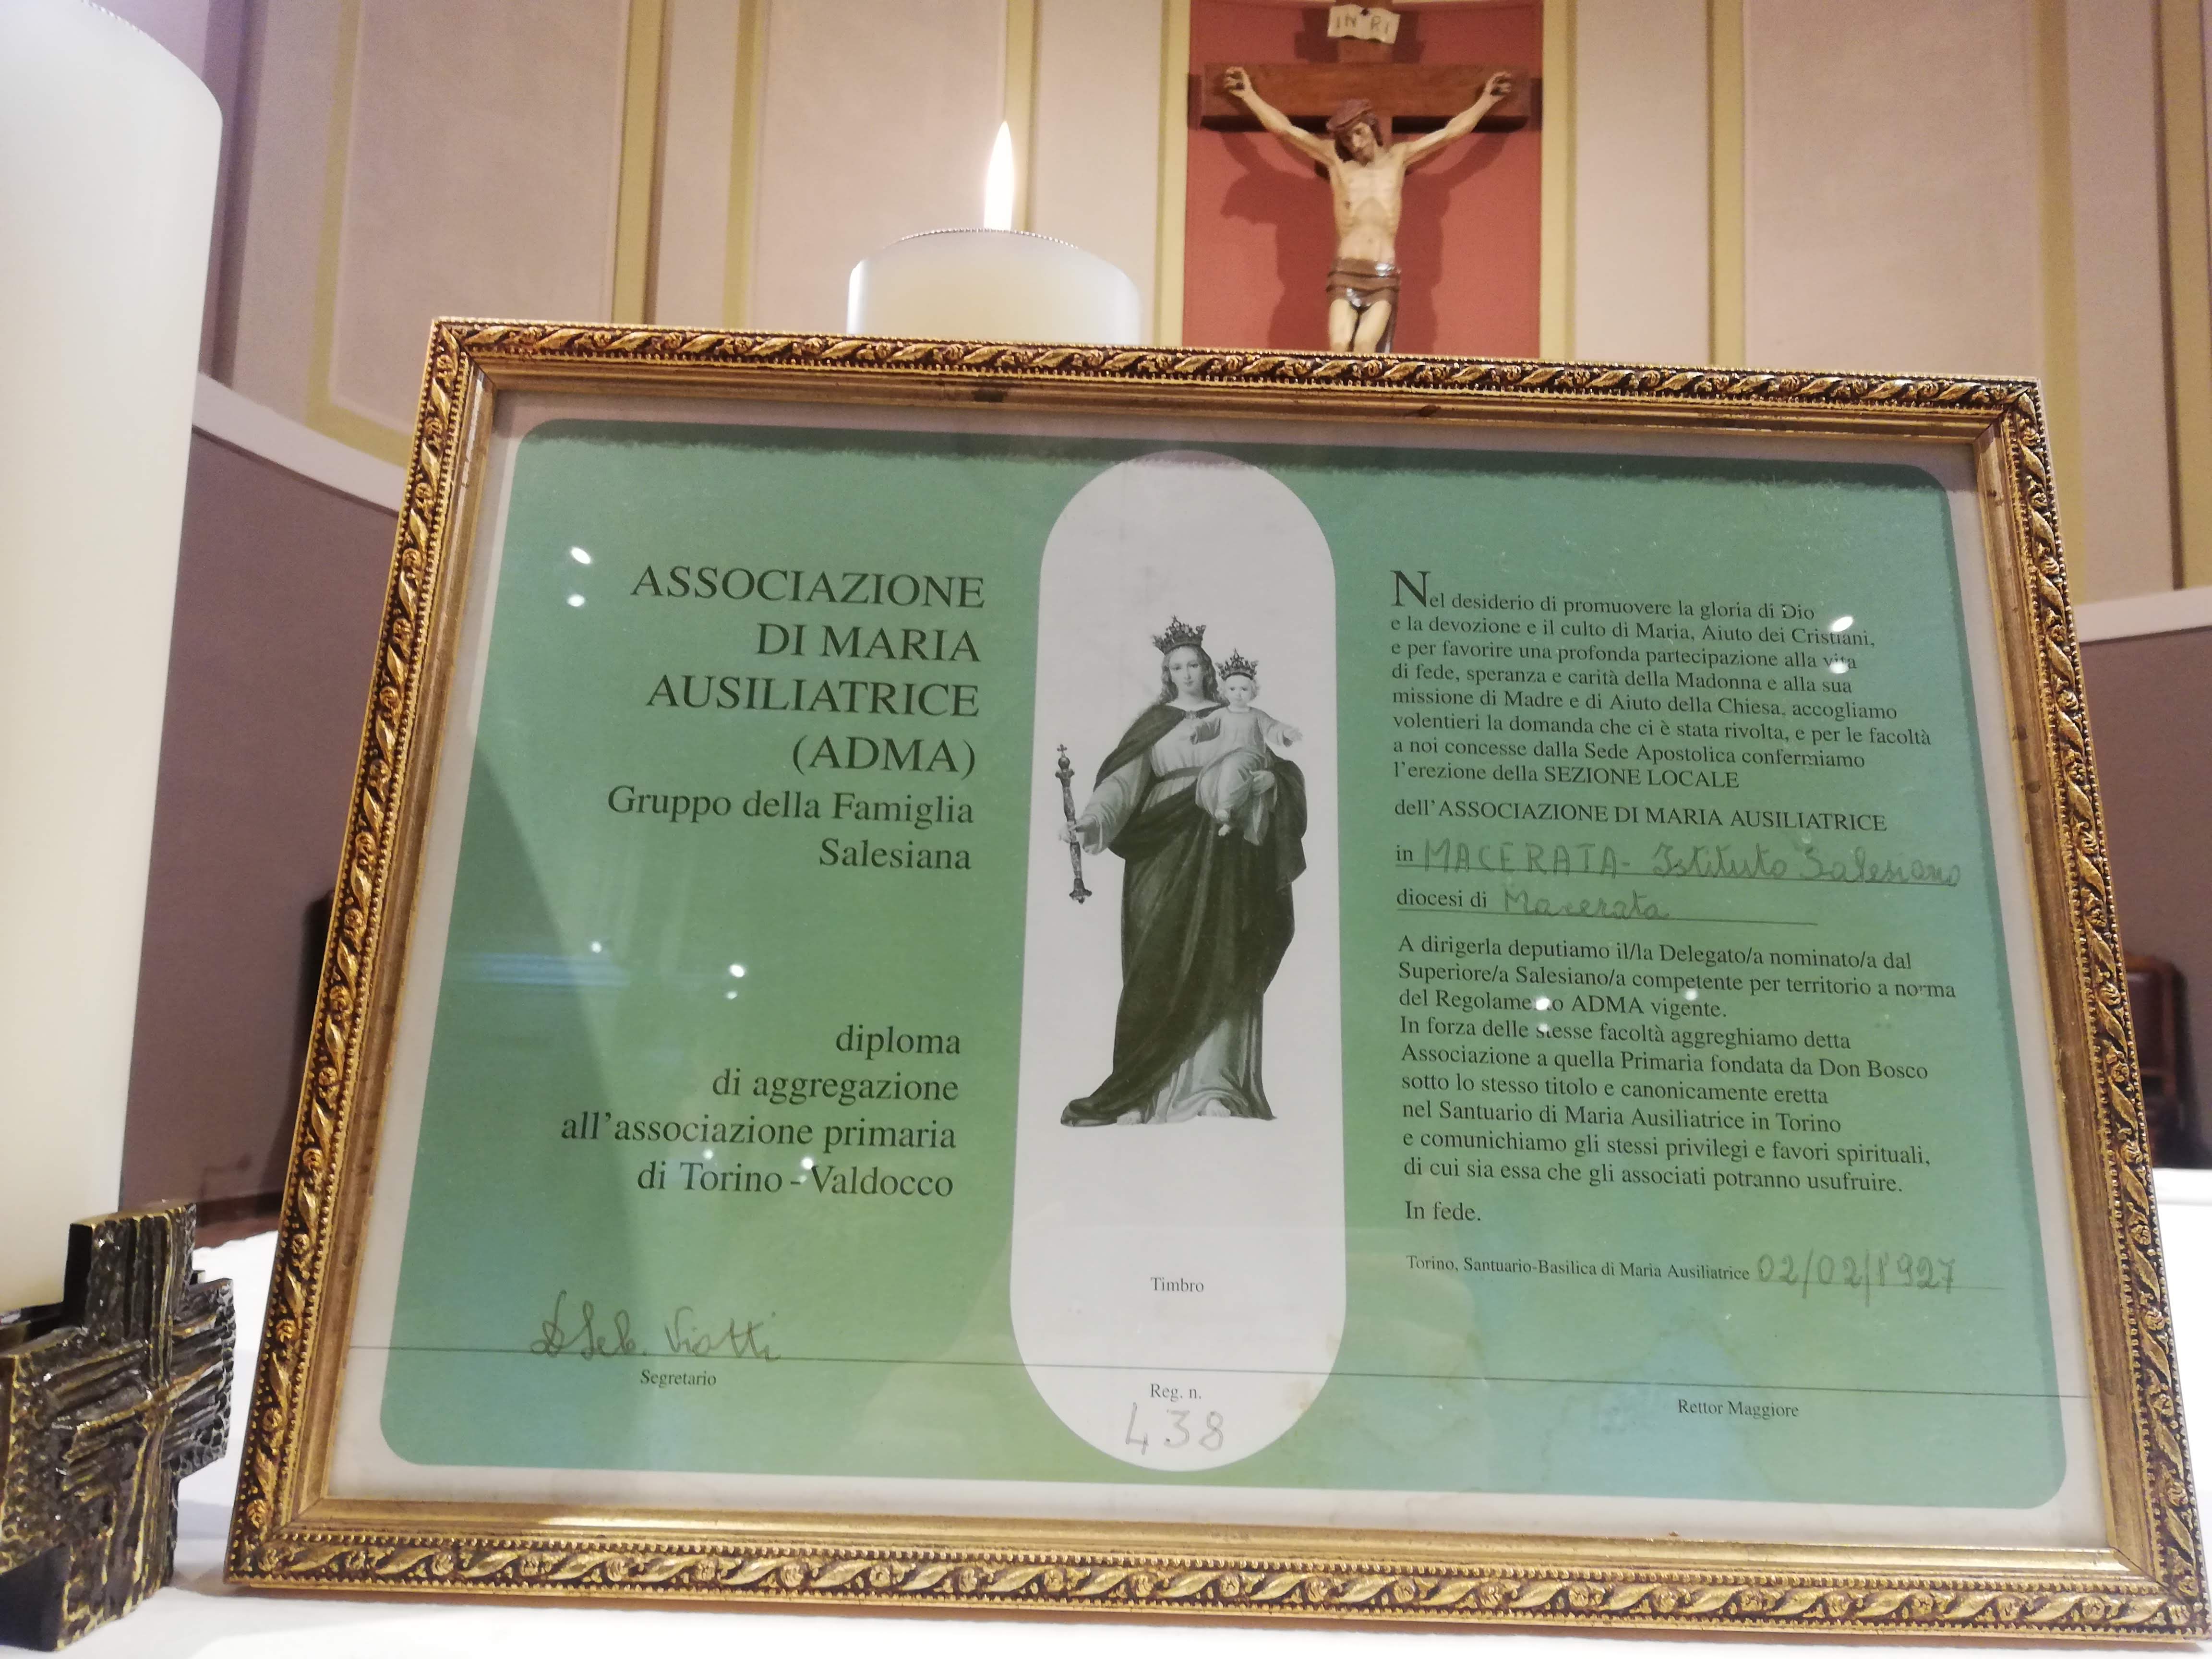 INRI
ASSOCIAZIONE
DI MARIA
AUSILIATRICE
(ADMA)
Gruppo della Famiglia
Salesiana
diploma
di aggregazione
all'associazione primaria
di Torino - Valdocco
Viotti
Segretario
Timbro
Reg. n.
438
Nel desiderio di promuovere la gloria di Dio
e la devozione e il culto di Maria, Aiuto dei Cristiani,
e per favorire una profonda partecipazione alla vita
di fede, speranza e carità della Madonna e alla sua
missione di Madre e di Aiuto della Chiesa, accogliamo
volentieri la domanda che ci è stata rivolta, e per le facoltà
a noi concesse dalla Sede Apostolica confermiamo
l'erezione della SEZIONE LOCALE
dell'ASSOCIAZIONE DI MARIA AUSILIATRICE
in MACERATA - Istituto Salesiano
diocesi di Macerata
A dirigerla deputiamo il/la Delegato/a nominato/a dal
Superiore/a Salesiano/a competente per territorio a norma
del Regolamento ADMA vigente.
In forza delle stesse facoltà aggreghiamo detta
Associazione a quella Primaria fondata da Don Bosco
sotto lo stesso titolo e canonicamente eretta
nel Santuario di Maria Ausiliatrice in Torino
e comunichiamo gli stessi privilegi e favori spirituali,
di cui sia essa che gli associati potranno usufruire.
In fede.
Torino, Santuario-Basilica di Maria Ausiliatrice 02/02/1927
Rettor Maggiore